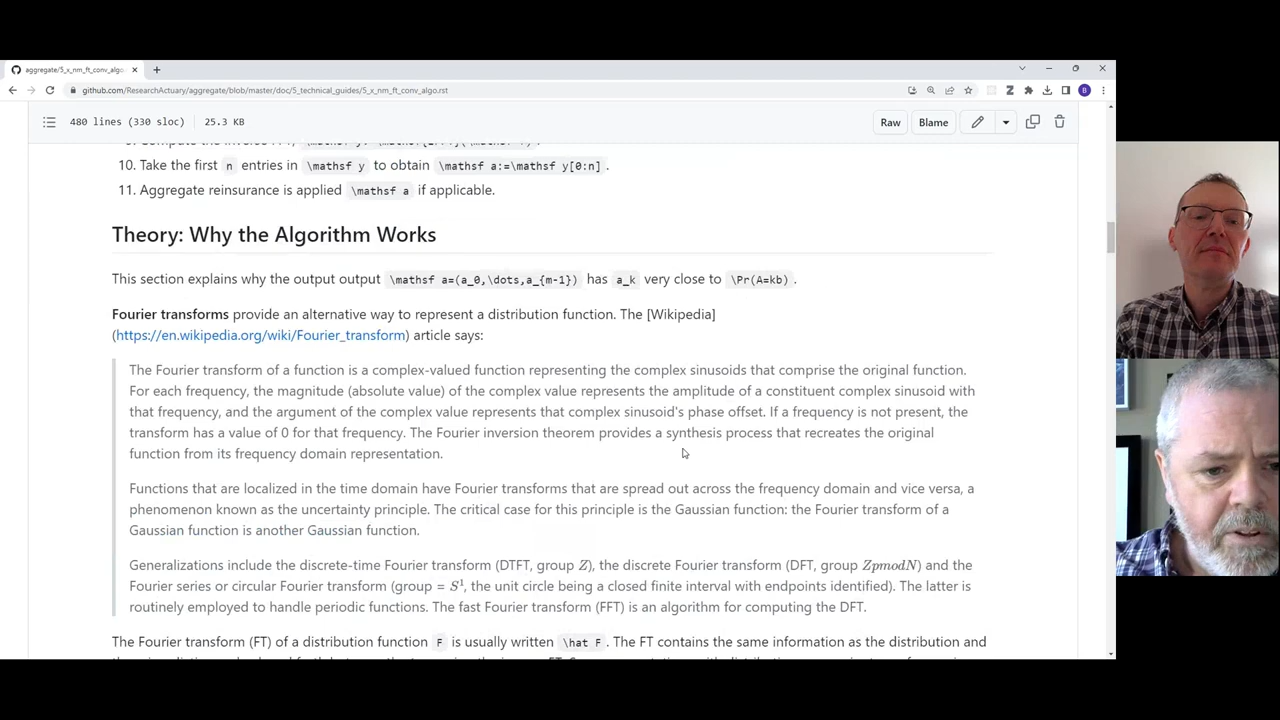 aggregate/5_x_nm_ft_conv_algo.
github.com/ResearchActuary/aggregate/blob/master/doc/5_technical_guides/5_x_nm_ft_conv_algo.rst
Z
B
480 lines (330 sloc) 25.3 KB
Raw
Blame
10. Take the first n entries in \mathsf y to obtain \mathsf a:=\mathsf y[0:n].
11. Aggregate reinsurance is applied \mathsf a if applicable.
Theory: Why the Algorithm Works
This section explains why the output output \mathsf a=(a_0,\dots,a_{m-1}) has a_k very close to \Pr(A=kb).
Fourier transforms provide an alternative way to represent a distribution function. The [Wikipedia]
(https://en.wikipedia.org/wiki/Fourier_transform) article says:
The Fourier transform of a function is a complex-valued function representing the complex sinusoids that comprise the original function.
For each frequency, the magnitude (absolute value) of the complex value represents the amplitude of a constituent complex sinusoid with
that frequency, and the argument of the complex value represents that complex sinusoid's phase offset. If a frequency is not present, the
transform has a value of 0 for that frequency. The Fourier inversion theorem provides a synthesis process that recreates the original
function from its frequency domain representation.
Functions that are localized in the time domain have Fourier transforms that are spread out across the frequency domain and vice versa, a
phenomenon known as the uncertainty principle. The critical case for this principle is the Gaussian function: the Fourier transform of a
Gaussian function is another Gaussian function.
Generalizations include the discrete-time Fourier transform (DTFT, group Z), the discrete Fourier transform (DFT, group ZpmodN) and the
Fourier series or circular Fourier transform (group = S¹, the unit circle being a closed finite interval with endpoints identified). The latter is
routinely employed to handle periodic functions. The fast Fourier transform (FFT) is an algorithm for computing the DFT.
The Fourier transform (FT) of a distribution function F is usually written \hat F. The FT contains the same information as the distribution and